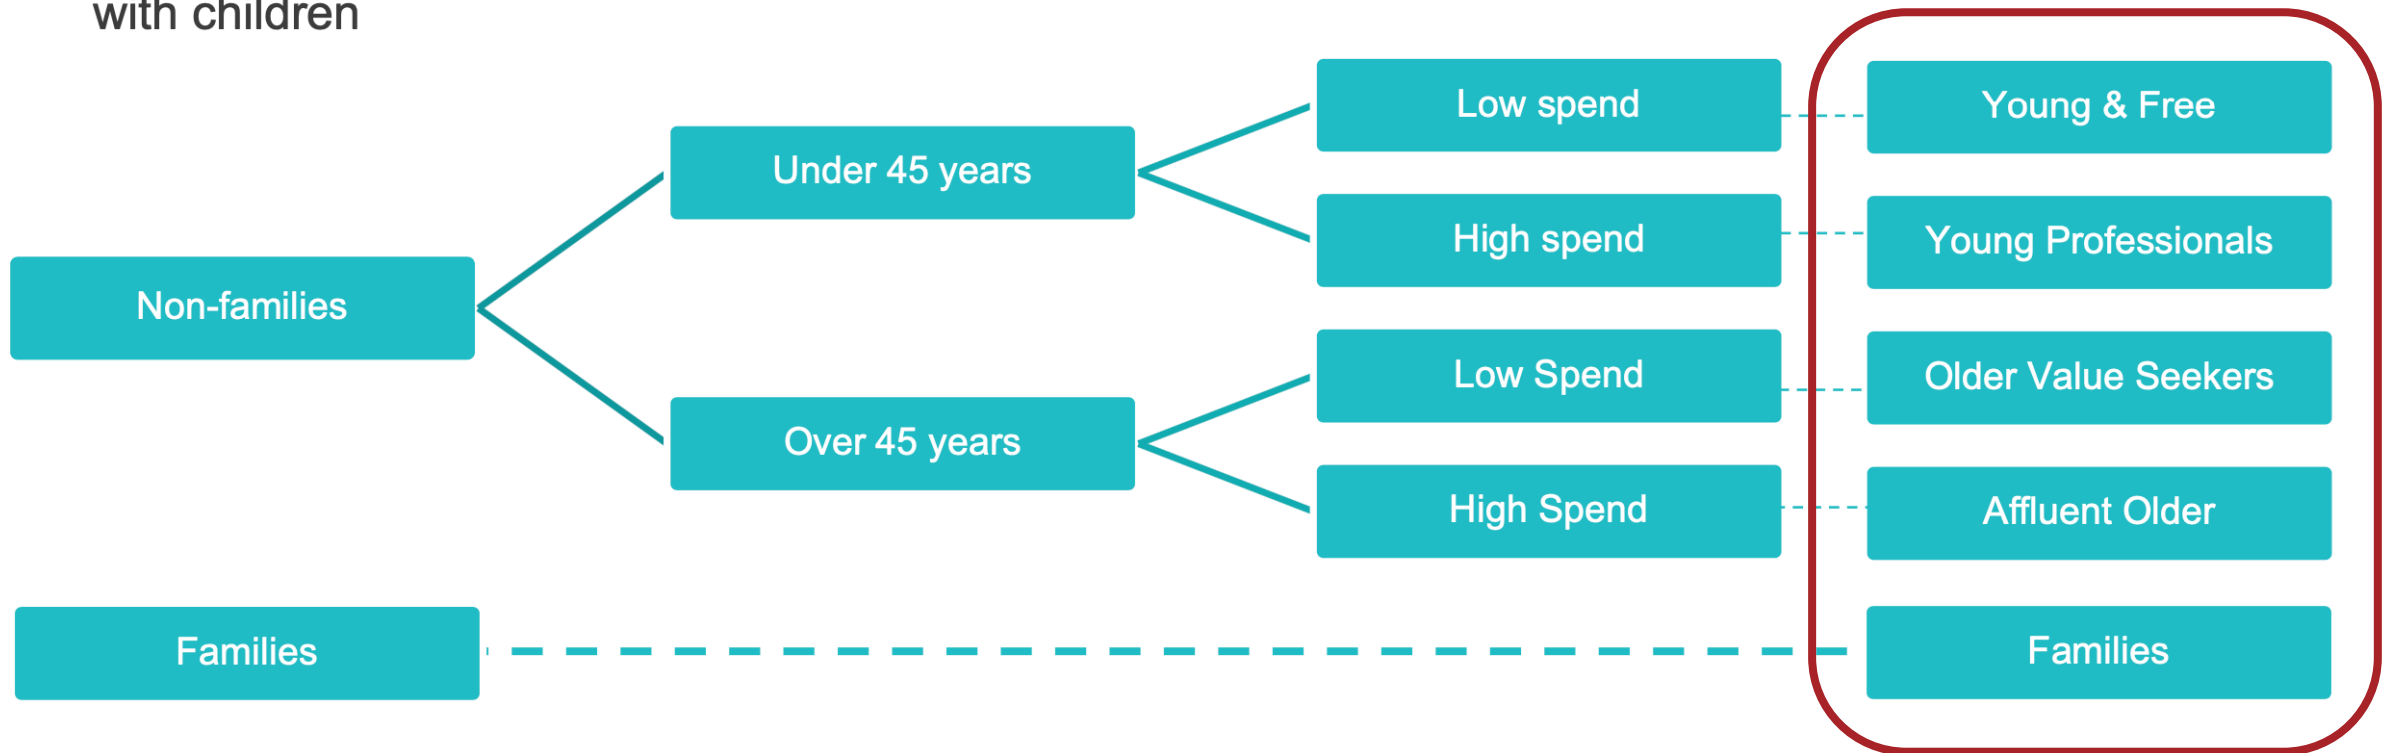 with children
Low spend
Young & Free
Under 45 years
High spend
Young Professionals
Non-families
Low Spend
Older Value Seekers
Over 45 years
High Spend
Affluent Older
Families
Families